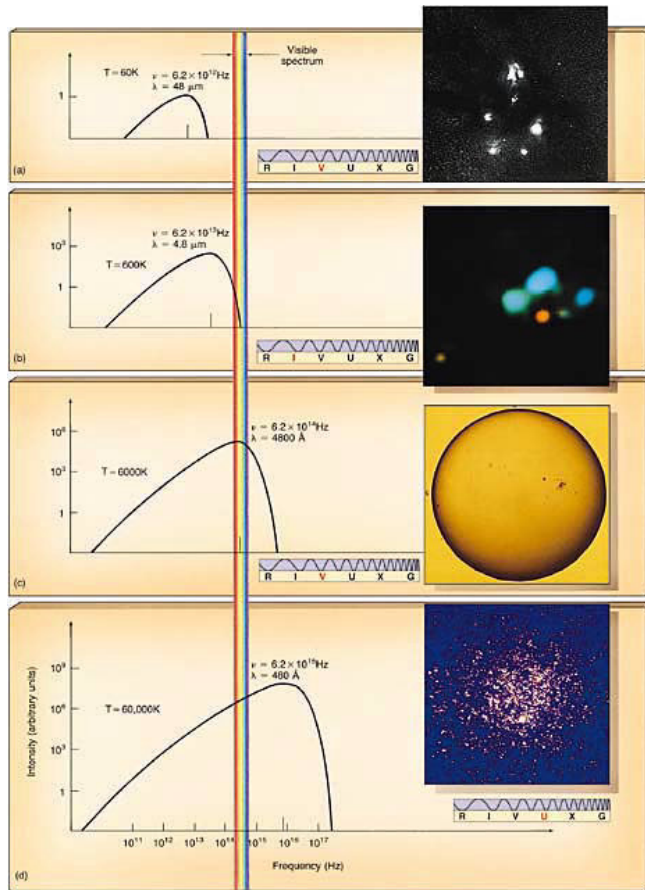 Visible
spectrum
T=60K
ν = 6.2×10¹²Hz
λ = 48 μm
1
R I V U X G
(a)
10³
ν = 6.2×10¹³Hz
λ = 4.8 μm
T=600K
1
R I V U X G
(b)
10⁶
ν = 6.2×10¹⁴Hz
λ = 4800 Å
10³
T=6000K
1
R I V U X G
(c)
10⁹
ν = 6.2×10¹⁵Hz
λ = 480 Å
10⁶
T=60,000K
10³
1
Intensity (arbitrary units)
R I V U X G
10¹¹ 10¹² 10¹³ 10¹⁴ 10¹⁵ 10¹⁶ 10¹⁷
Frequency (Hz)
(d)